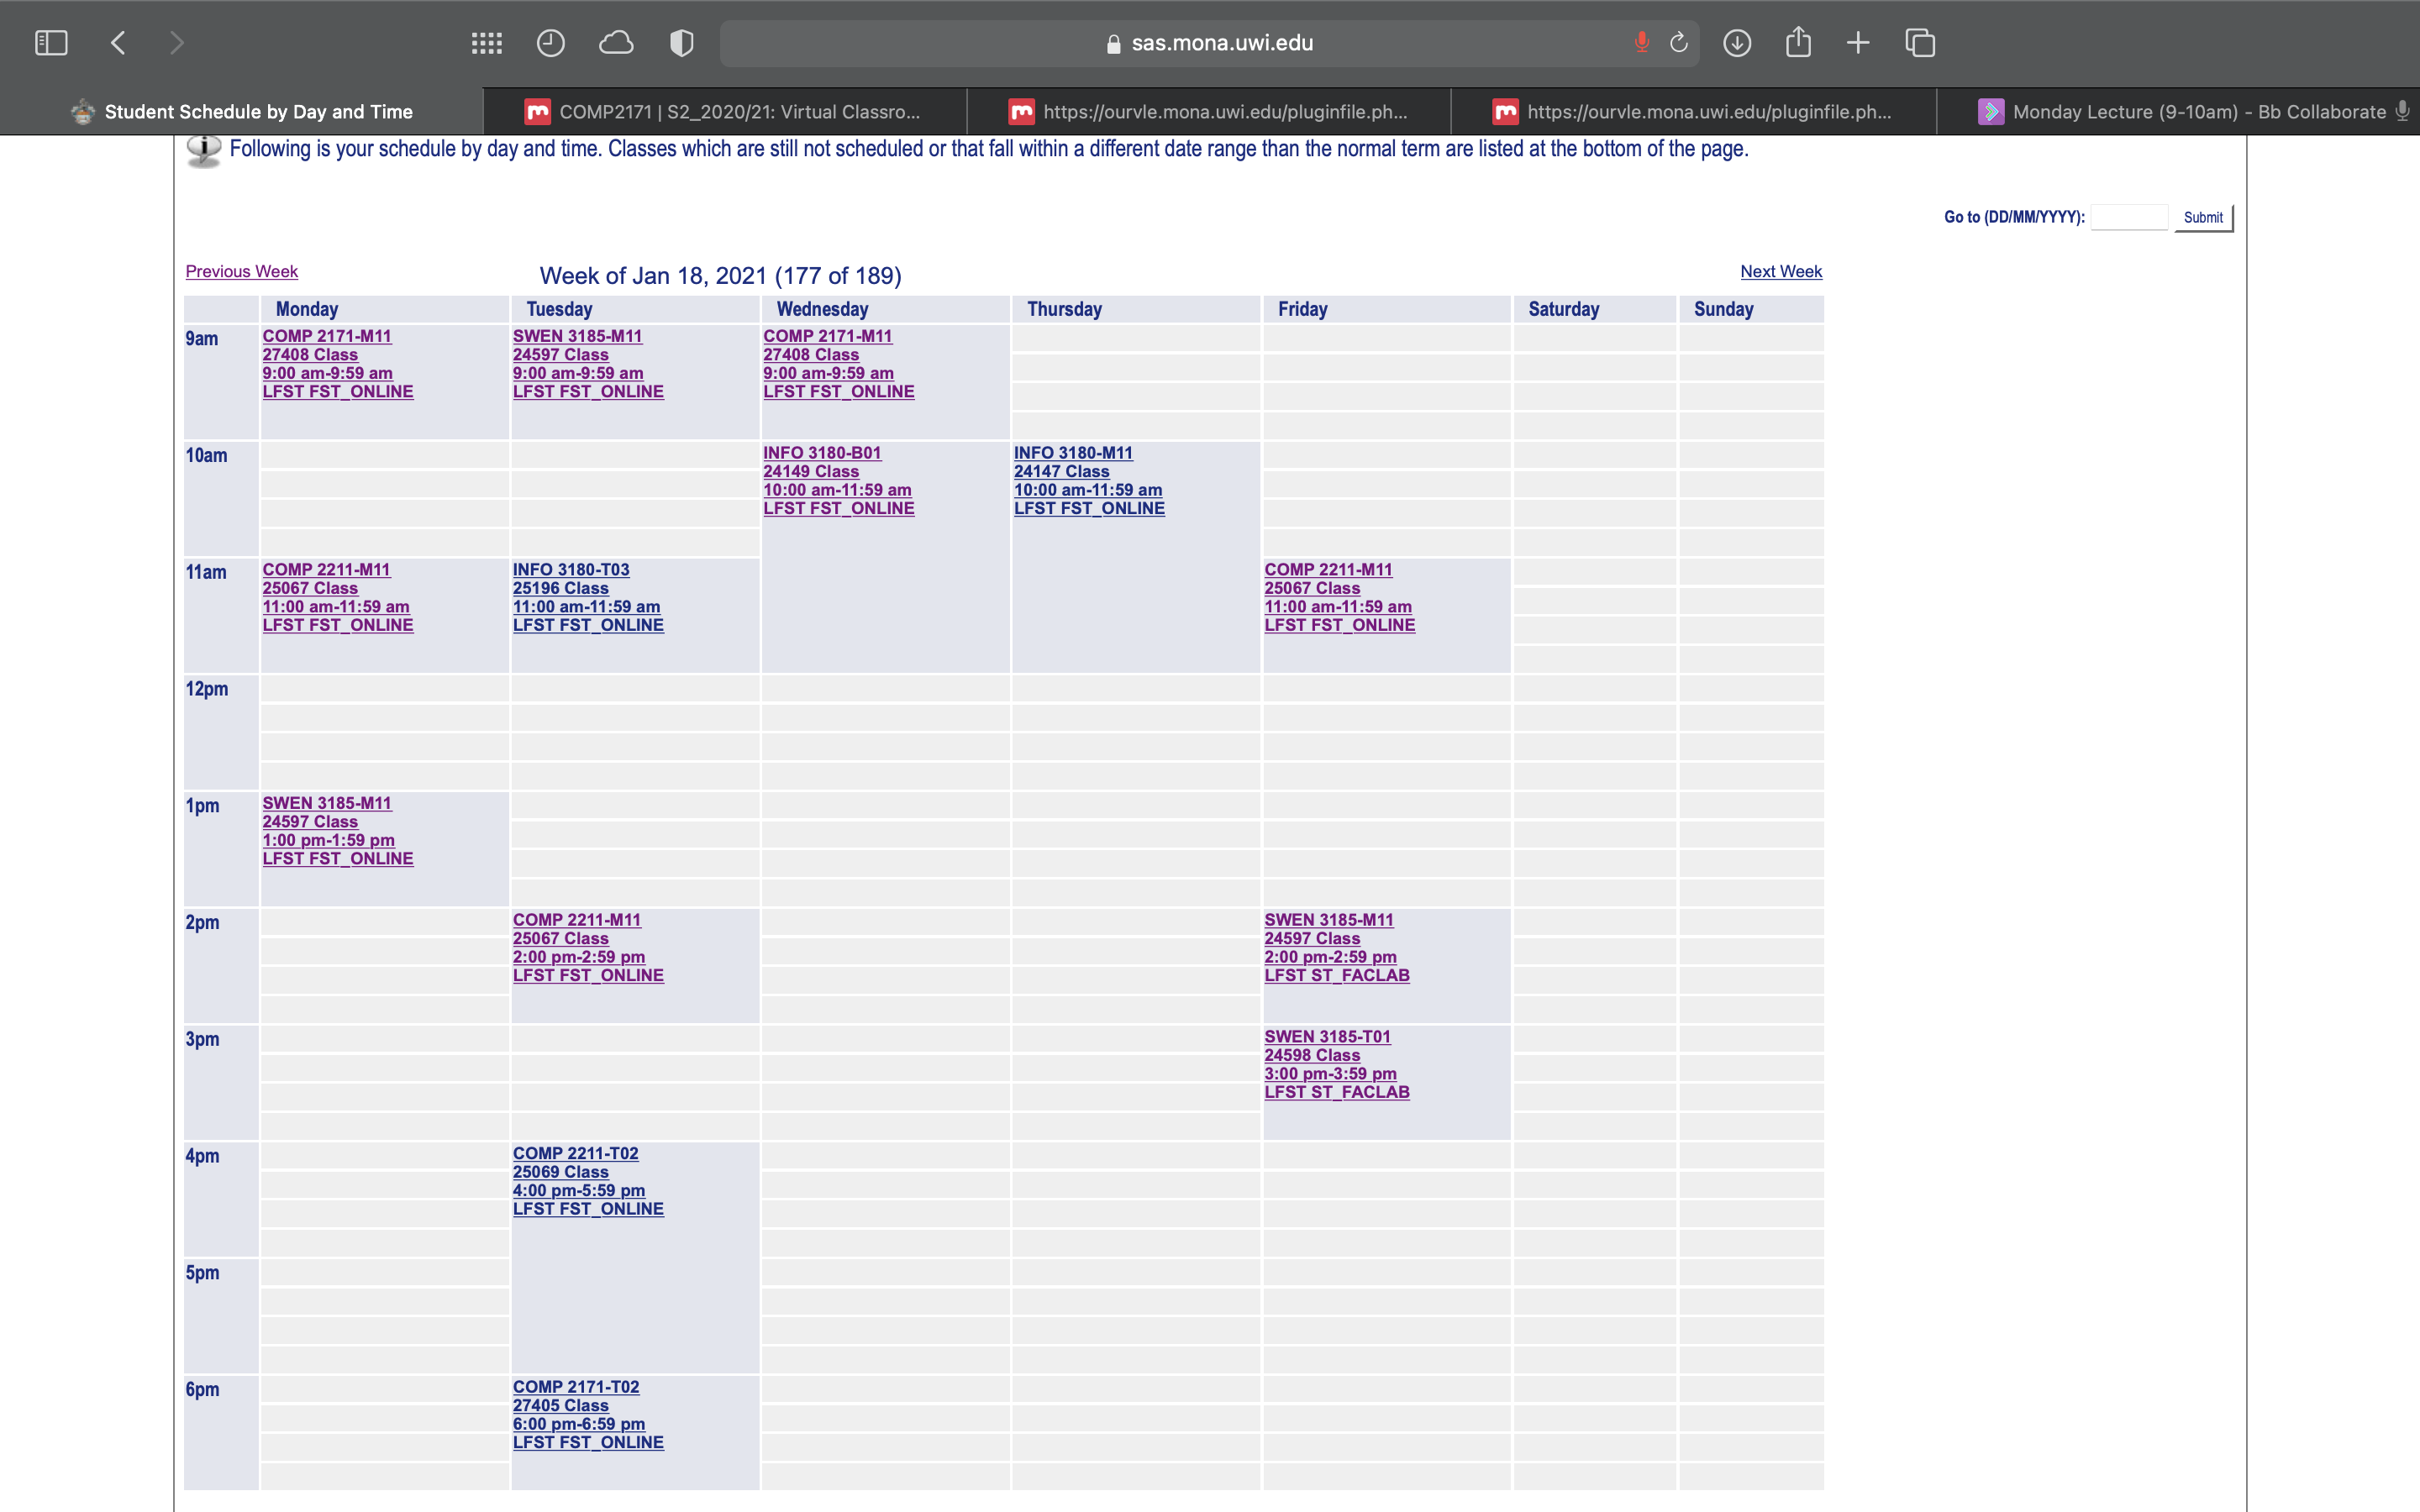 sas.mona.uwi.edu
Student Schedule by Day and Time
COMP2171 | S2_2020/21: Virtual Classro...
https://ourvle.mona.uwi.edu/pluginfile.ph...
https://ourvle.mona.uwi.edu/pluginfile.ph...
Monday Lecture (9-10am) - Bb Collaborate
Following is your schedule by day and time. Classes which are still not scheduled or that fall within a different date range than the normal term are listed at the bottom of the page.
Go to (DD/MM/YYYY):
Submit
Previous Week
Week of Jan 18, 2021 (177 of 189)
Next Week
Monday
Tuesday
Wednesday
Thursday
Friday
Saturday
Sunday
9am
COMP 2171-M11
27408 Class
9:00 am-9:59 am
LFST FST_ONLINE
SWEN 3185-M11
24597 Class
9:00 am-9:59 am
LFST FST_ONLINE
COMP 2171-M11
27408 Class
9:00 am-9:59 am
LFST FST_ONLINE
10am
INFO 3180-B01
24149 Class
10:00 am-11:59 am
LFST FST_ONLINE
INFO 3180-M11
24147 Class
10:00 am-11:59 am
LFST FST_ONLINE
11am
COMP 2211-M11
25067 Class
11:00 am-11:59 am
LFST FST_ONLINE
INFO 3180-T03
25196 Class
11:00 am-11:59 am
LFST FST_ONLINE
COMP 2211-M11
25067 Class
11:00 am-11:59 am
LFST FST_ONLINE
12pm
1pm
SWEN 3185-M11
24597 Class
1:00 pm-1:59 pm
LFST FST_ONLINE
2pm
COMP 2211-M11
25067 Class
2:00 pm-2:59 pm
LFST FST_ONLINE
SWEN 3185-M11
24597 Class
2:00 pm-2:59 pm
LFST ST_FACLAB
3pm
SWEN 3185-T01
24598 Class
3:00 pm-3:59 pm
LFST ST_FACLAB
4pm
COMP 2211-T02
25069 Class
4:00 pm-5:59 pm
LFST FST_ONLINE
5pm
6pm
COMP 2171-T02
27405 Class
6:00 pm-6:59 pm
LFST FST_ONLINE